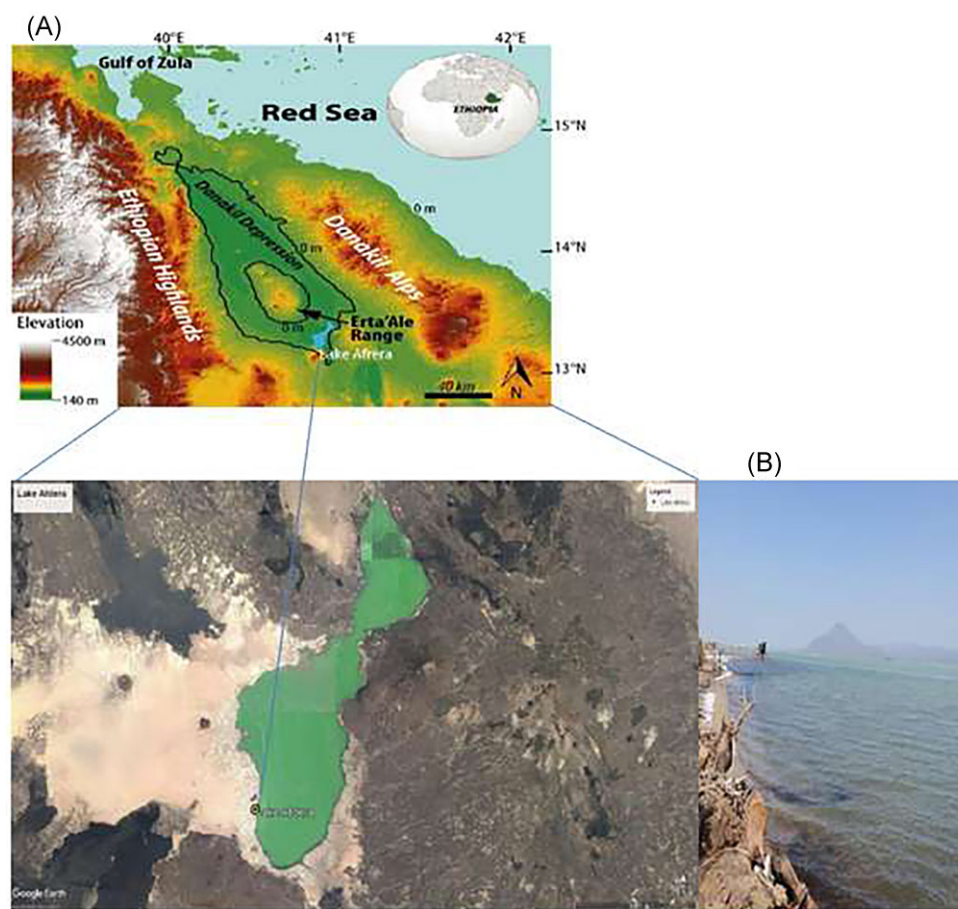 (A)
40°E
41°E
42°E
Gulf of Zula
Red Sea
ETHIOPIA
15°N
Ethiopian Highlands
Danakil Depression
0 m
0 m
Danakil Alps
14°N
Erta'Ale
Range
0 m
Lake Afrera
Elevation
4500 m
140 m
40 km
N
13°N
(B)
Lake Afdera
Legend
Google Earth